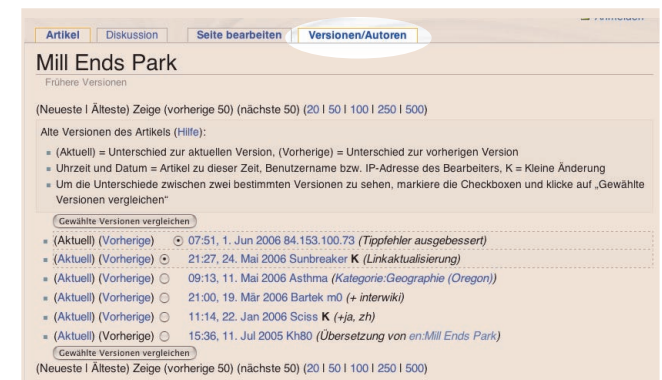 Artikel Diskussion Seite bearbeiten Versionen/Autoren
Mill Ends Park
Frühere Versionen
(Neueste | Älteste) Zeige (vorherige 50) (nächste 50) (20 | 50 | 100 | 250 | 500)
Alte Versionen des Artikels (Hilfe):
(Aktuell) = Unterschied zur aktuellen Version, (Vorherige) = Unterschied zur vorherigen Version
Uhrzeit und Datum = Artikel zu dieser Zeit, Benutzername bzw. IP-Adresse des Bearbeiters, K = Kleine Änderung
Um die Unterschiede zwischen zwei bestimmten Versionen zu sehen, markiere die Checkboxen und klicke auf „Gewählte
Versionen vergleichen“
Gewählte Versionen vergleichen
(Aktuell) (Vorherige) 07:51, 1. Jun 2006 84.153.100.73 (Tippfehler ausgebessert)
(Aktuell) (Vorherige) 21:27, 24. Mai 2006 Sunbreaker K (Linkaktualisierung)
(Aktuell) (Vorherige) 09:13, 11. Mai 2006 Asthma (Kategorie:Geographie (Oregon))
(Aktuell) (Vorherige) 21:00, 19. Mär 2006 Bartek m0 (+ interwiki)
(Aktuell) (Vorherige) 11:14, 22. Jan 2006 Sciss K (+ja, zh)
(Aktuell) (Vorherige) 15:36, 11. Jul 2005 Kh80 (Übersetzung von en:Mill Ends Park)
Gewählte Versionen vergleichen
(Neueste | Älteste) Zeige (vorherige 50) (nächste 50) (20 | 50 | 100 | 250 | 500)